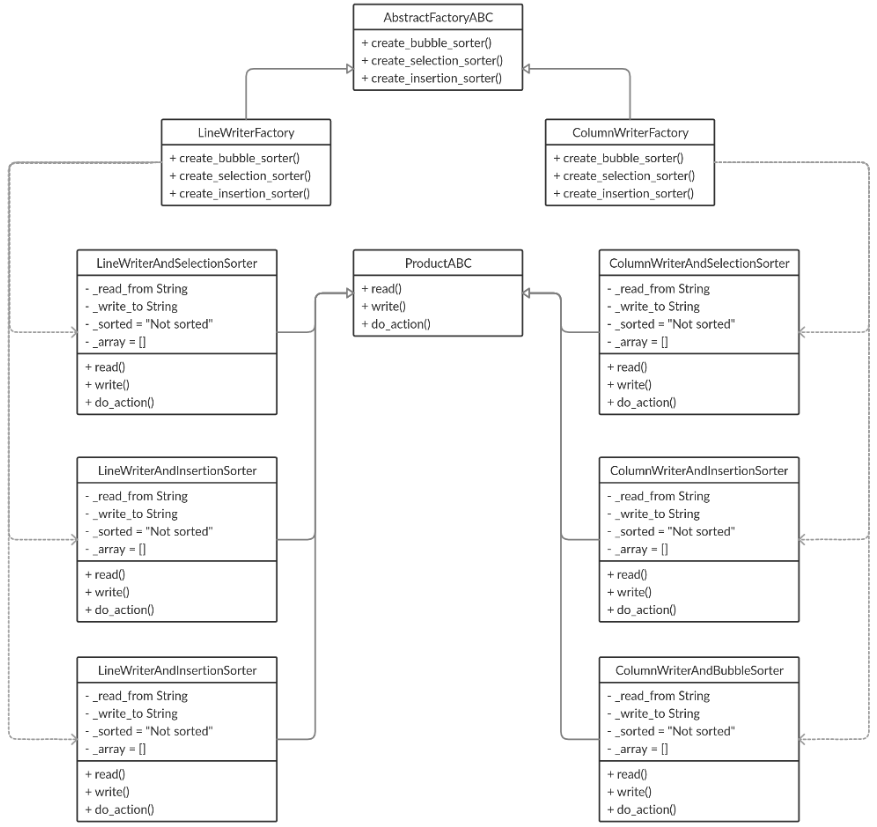 AbstractFactoryABC
+ create_bubble_sorter()
+ create_selection_sorter()
+ create_insertion_sorter()
LineWriterFactory
+ create_bubble_sorter()
+ create_selection_sorter()
+ create_insertion_sorter()
ColumnWriterFactory
+ create_bubble_sorter()
+ create_selection_sorter()
+ create_insertion_sorter()
LineWriterAndSelectionSorter
- _read_from String
- _write_to String
- _sorted = "Not sorted"
- _array = []
+ read()
+ write()
+ do_action()
ProductABC
+ read()
+ write()
+ do_action()
ColumnWriterAndSelectionSorter
- _read_from String
- _write_to String
- _sorted = "Not sorted"
- _array = []
+ read()
+ write()
+ do_action()
LineWriterAndInsertionSorter
- _read_from String
- _write_to String
- _sorted = "Not sorted"
- _array = []
+ read()
+ write()
+ do_action()
ColumnWriterAndInsertionSorter
- _read_from String
- _write_to String
- _sorted = "Not sorted"
- _array = []
+ read()
+ write()
+ do_action()
LineWriterAndInsertionSorter
- _read_from String
- _write_to String
- _sorted = "Not sorted"
- _array = []
+ read()
+ write()
+ do_action()
ColumnWriterAndBubbleSorter
- _read_from String
- _write_to String
- _sorted = "Not sorted"
- _array = []
+ read()
+ write()
+ do_action()